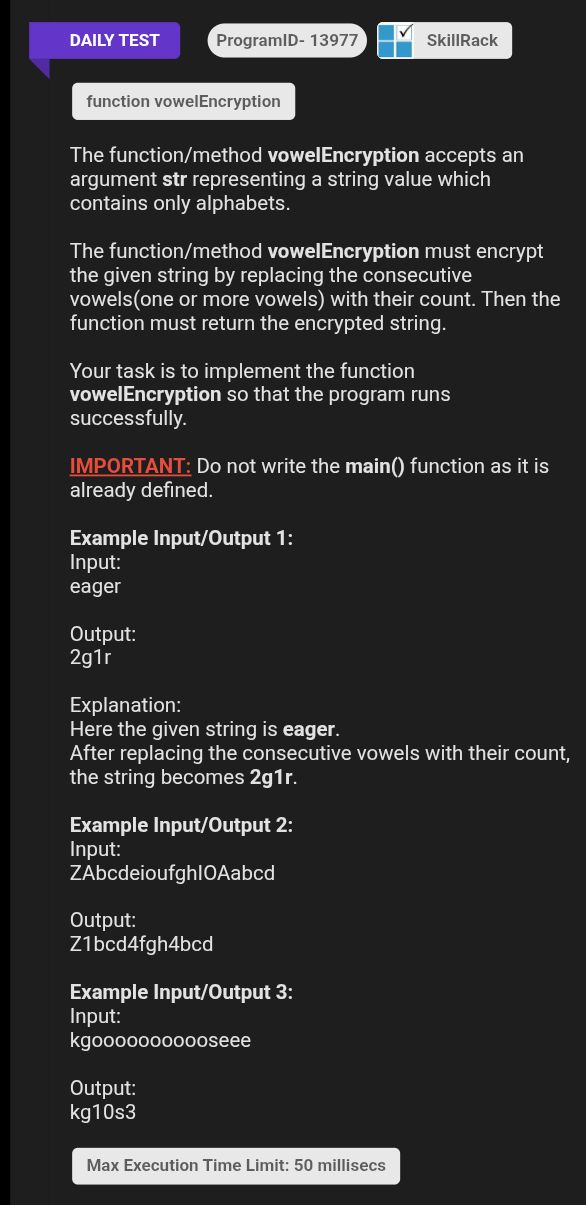 DAILY TEST
ProgramID- 13977
SkillRack
function vowelEncryption
The function/method vowelEncryption accepts an
argument str representing a string value which
contains only alphabets.
The function/method vowelEncryption must encrypt
the given string by replacing the consecutive
vowels(one or more vowels) with their count. Then the
function must return the encrypted string.
Your task is to implement the function
vowelEncryption so that the program runs
successfully.
IMPORTANT: Do not write the main() function as it is
already defined.
Example Input/Output 1:
Input:
eager
Output:
2g1r
Explanation:
Here the given string is eager.
After replacing the consecutive vowels with their count,
the string becomes 2g1r.
Example Input/Output 2:
Input:
ZAbcdeioufghIOAabcd
Output:
Z1bcd4fgh4bcd
Example Input/Output 3:
Input:
kgooooooooooseee
Output:
kg10s3
Max Execution Time Limit: 50 millisecs